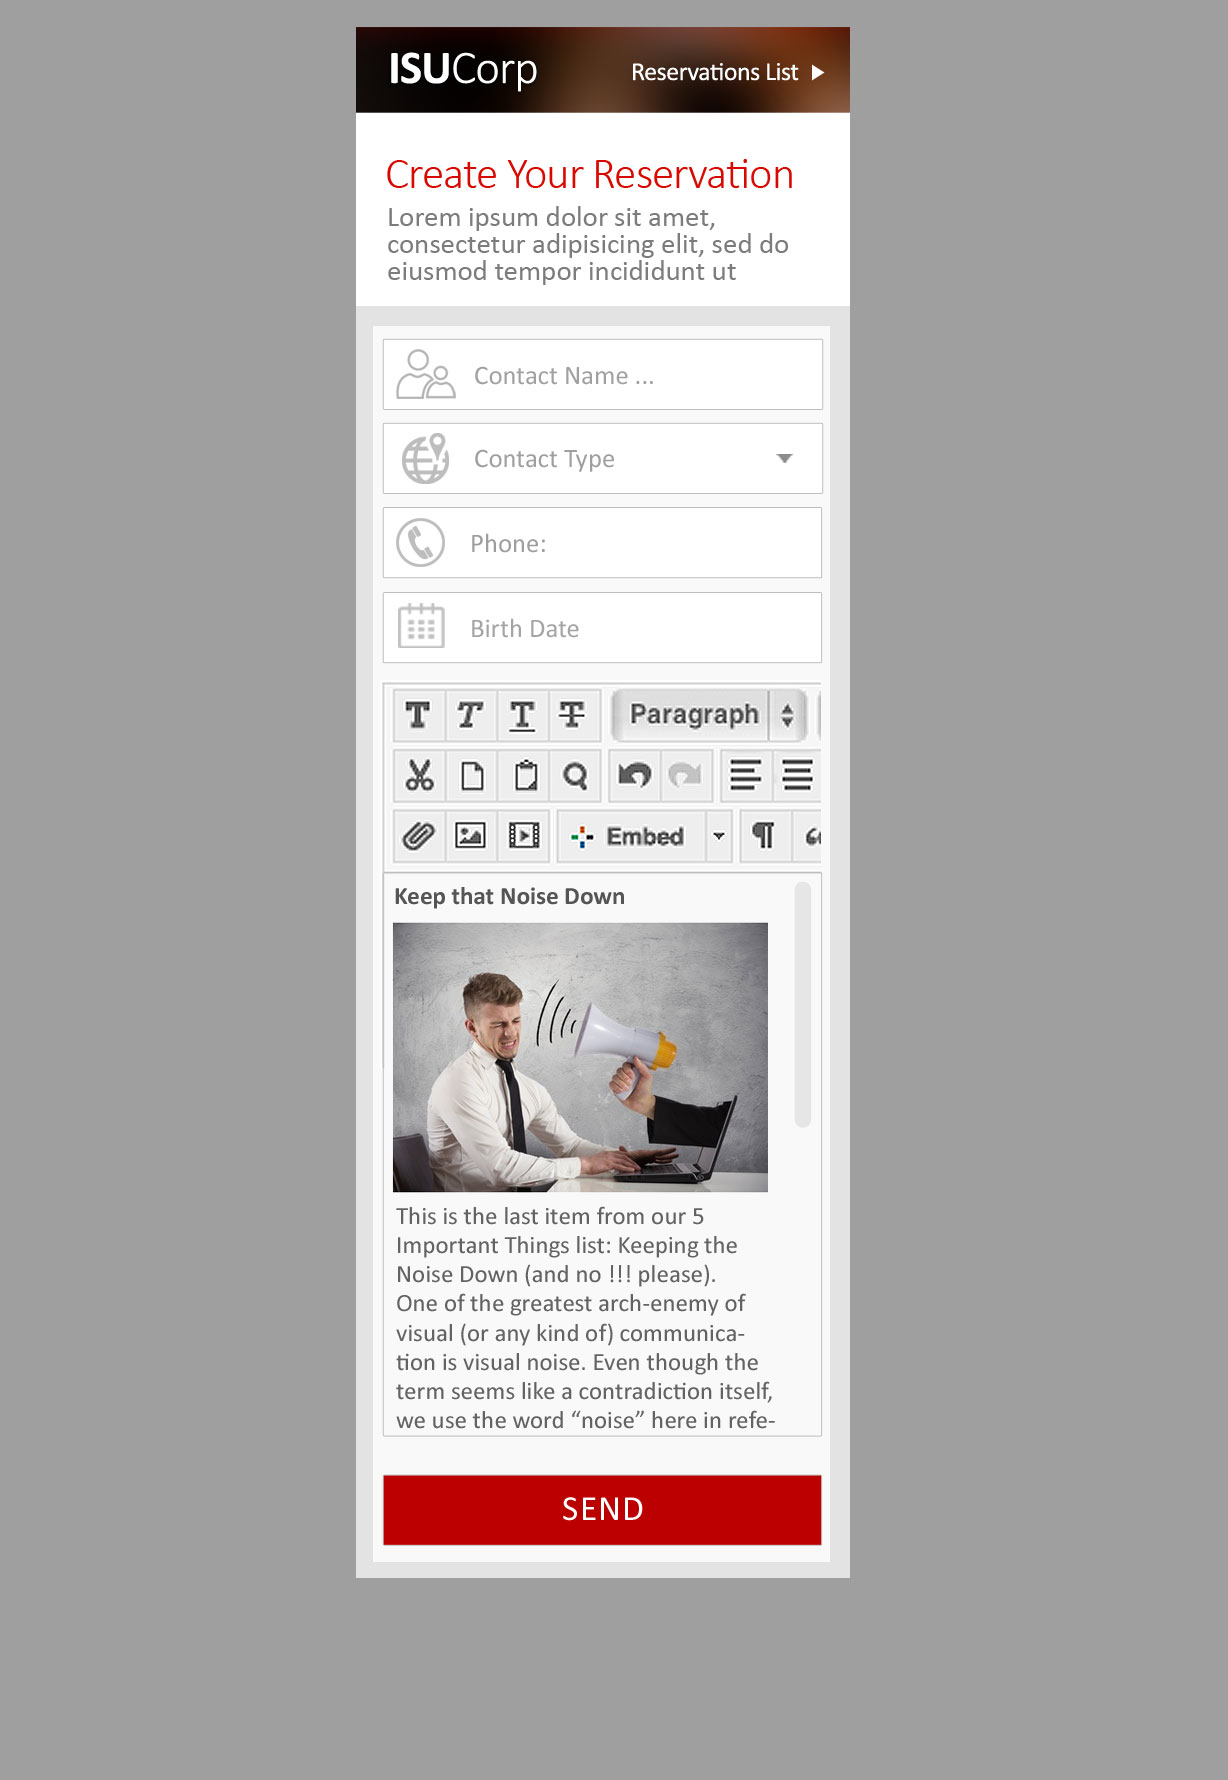 ISUCorp
Reservations List
Create Your Reservation
Lorem ipsum dolor sit amet,
consectetur adipisicing elit, sed do
eiusmod tempor incididunt ut
Contact Name ...
Contact Type
Phone:
Birth Date
T T T T Paragraph
Embed ¶ “
Keep that Noise Down
This is the last item from our 5
Important Things list: Keeping the
Noise Down (and no !!! please).
One of the greatest arch-enemy of
visual (or any kind of) communica-
tion is visual noise. Even though the
term seems like a contradiction itself,
we use the word “noise” here in refe-
SEND